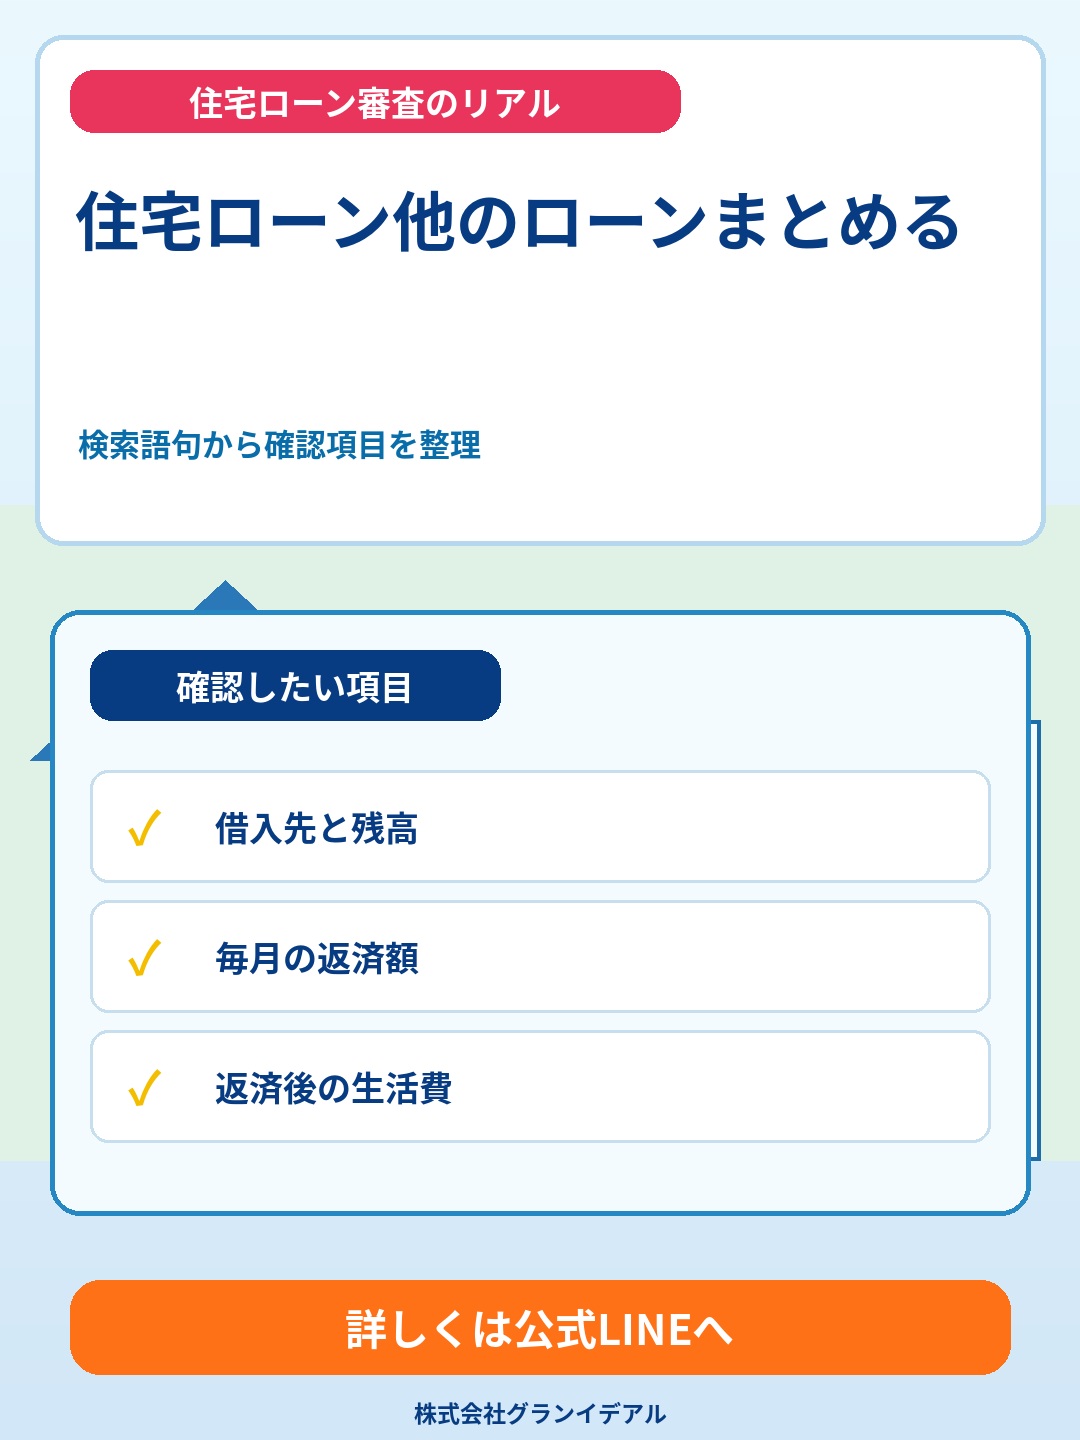 住宅ローン審査のリアル
住宅ローン他のローンまとめる
検索語句から確認項目を整理
確認したい項目
✓ 借入先と残高
✓ 毎月の返済額
✓ 返済後の生活費
詳しくは公式LINEへ
株式会社グランイデアル